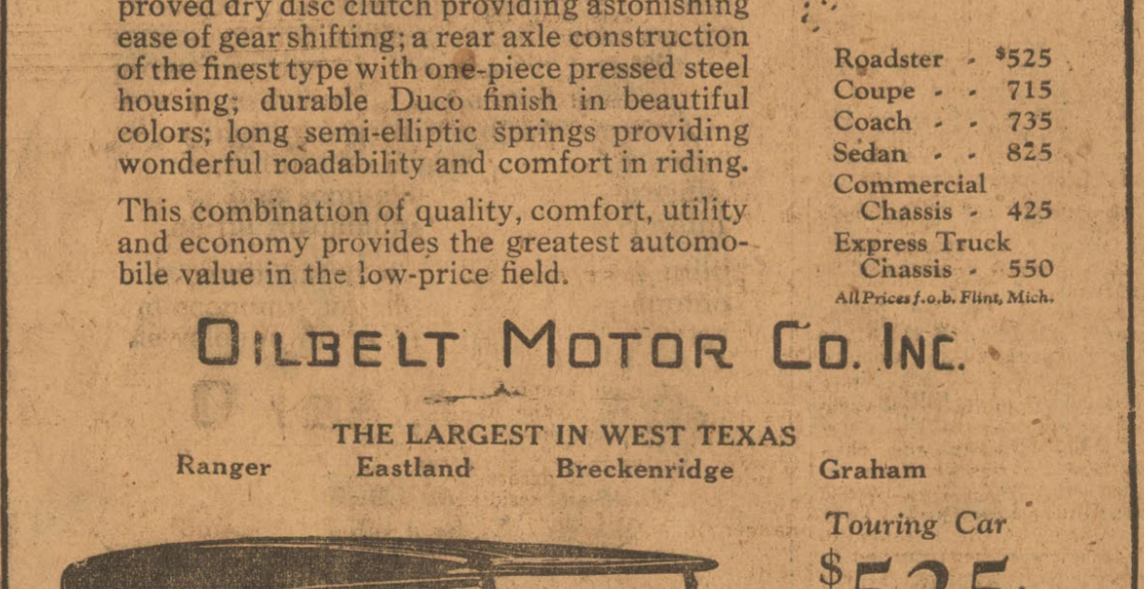 proved dry disc clutch providing astonishing
ease of gear shifting; a rear axle construction
of the finest type with one-piece pressed steel
housing; durable Duco finish in beautiful
colors; long semi-elliptic springs providing
wonderful roadability and comfort in riding.
This combination of quality, comfort, utility
and economy provides the greatest automo-
bile value in the low-price field.
Roadster - $525
Coupe - - 715
Coach - - 735
Sedan - - 825
Commercial
Chassis - 425
Express Truck
Chassis - 550
All Prices f.o.b. Flint, Mich.
OILBELT MOTOR CO. INC.
THE LARGEST IN WEST TEXAS
Ranger Eastland Breckenridge Graham
Touring Car
$525